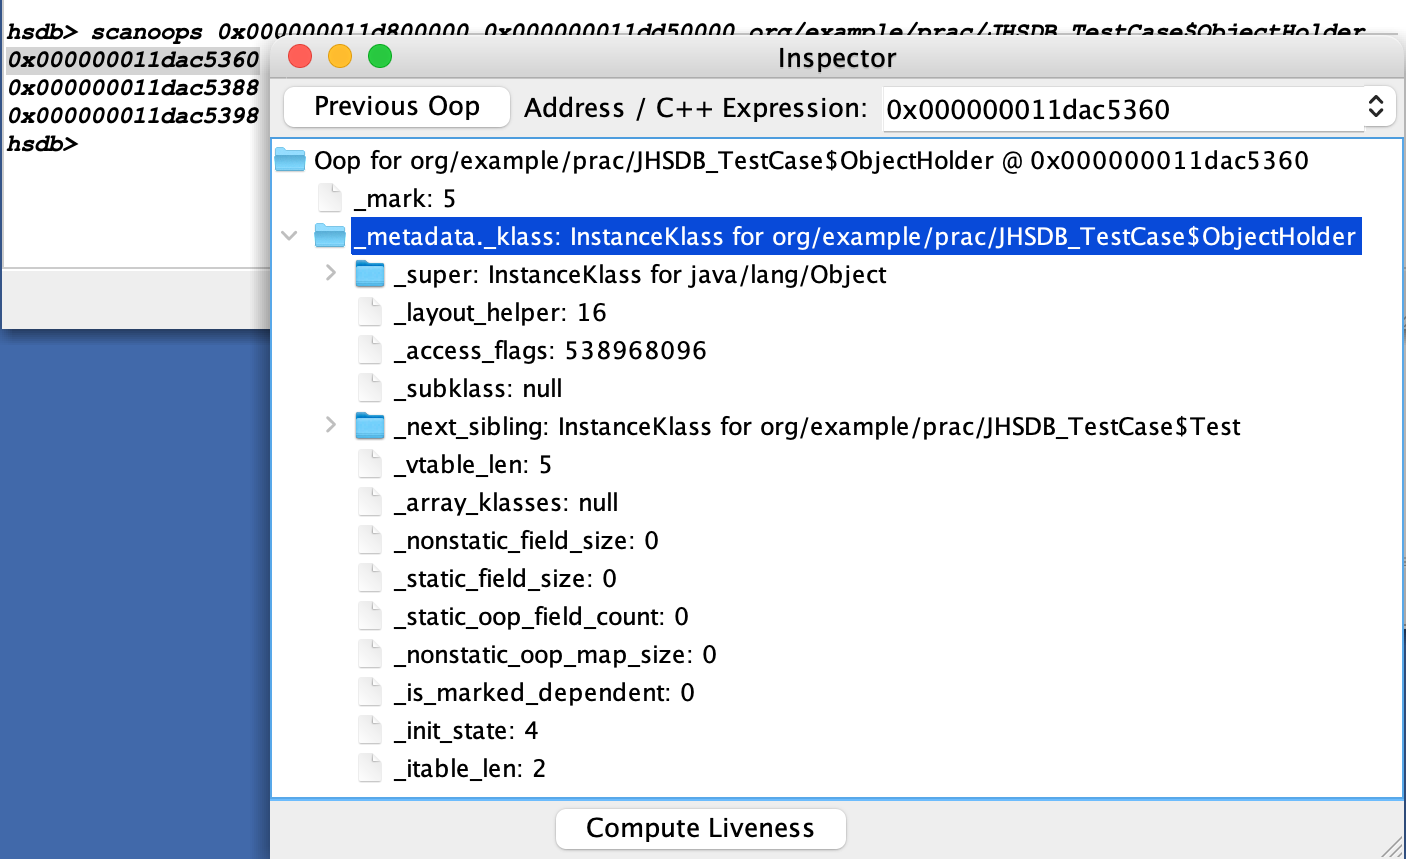 hsdb> scanoops 0x000000011d800000 0x000000011dd50000 org/example/prac/JHSDB_TestCase$ObjectHolder
0x000000011dac5360
0x000000011dac5388
0x000000011dac5398
hsdb>
Inspector
Previous Oop Address / C++ Expression: 0x000000011dac5360
Oop for org/example/prac/JHSDB_TestCase$ObjectHolder @ 0x000000011dac5360
_mark: 5
_metadata._klass: InstanceKlass for org/example/prac/JHSDB_TestCase$ObjectHolder
_super: InstanceKlass for java/lang/Object
_layout_helper: 16
_access_flags: 538968096
_subklass: null
_next_sibling: InstanceKlass for org/example/prac/JHSDB_TestCase$Test
_vtable_len: 5
_array_klasses: null
_nonstatic_field_size: 0
_static_field_size: 0
_static_oop_field_count: 0
_nonstatic_oop_map_size: 0
_is_marked_dependent: 0
_init_state: 4
_itable_len: 2
Compute Liveness